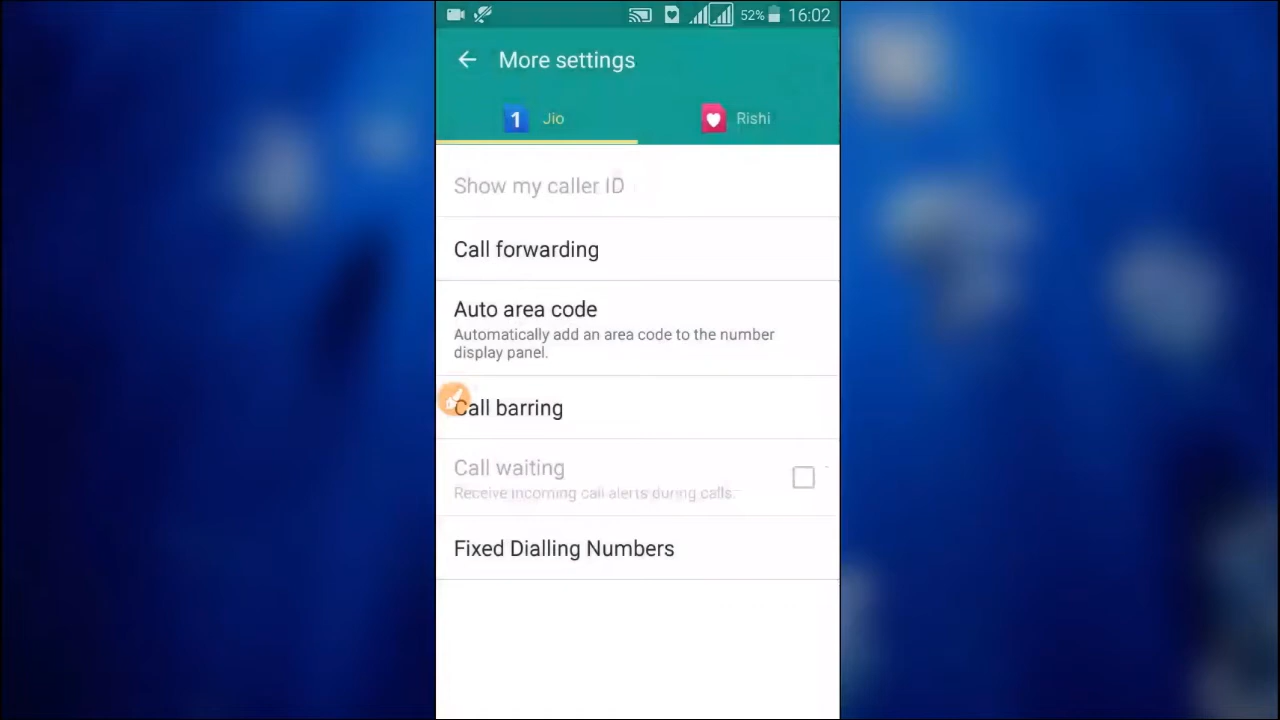 52% 16:02
More settings
1 Jio Rishi
Show my caller ID
Call forwarding
Auto area code
Automatically add an area code to the number
display panel.
Call barring
Call waiting
Receive incoming call alerts during calls.
Fixed Dialling Numbers